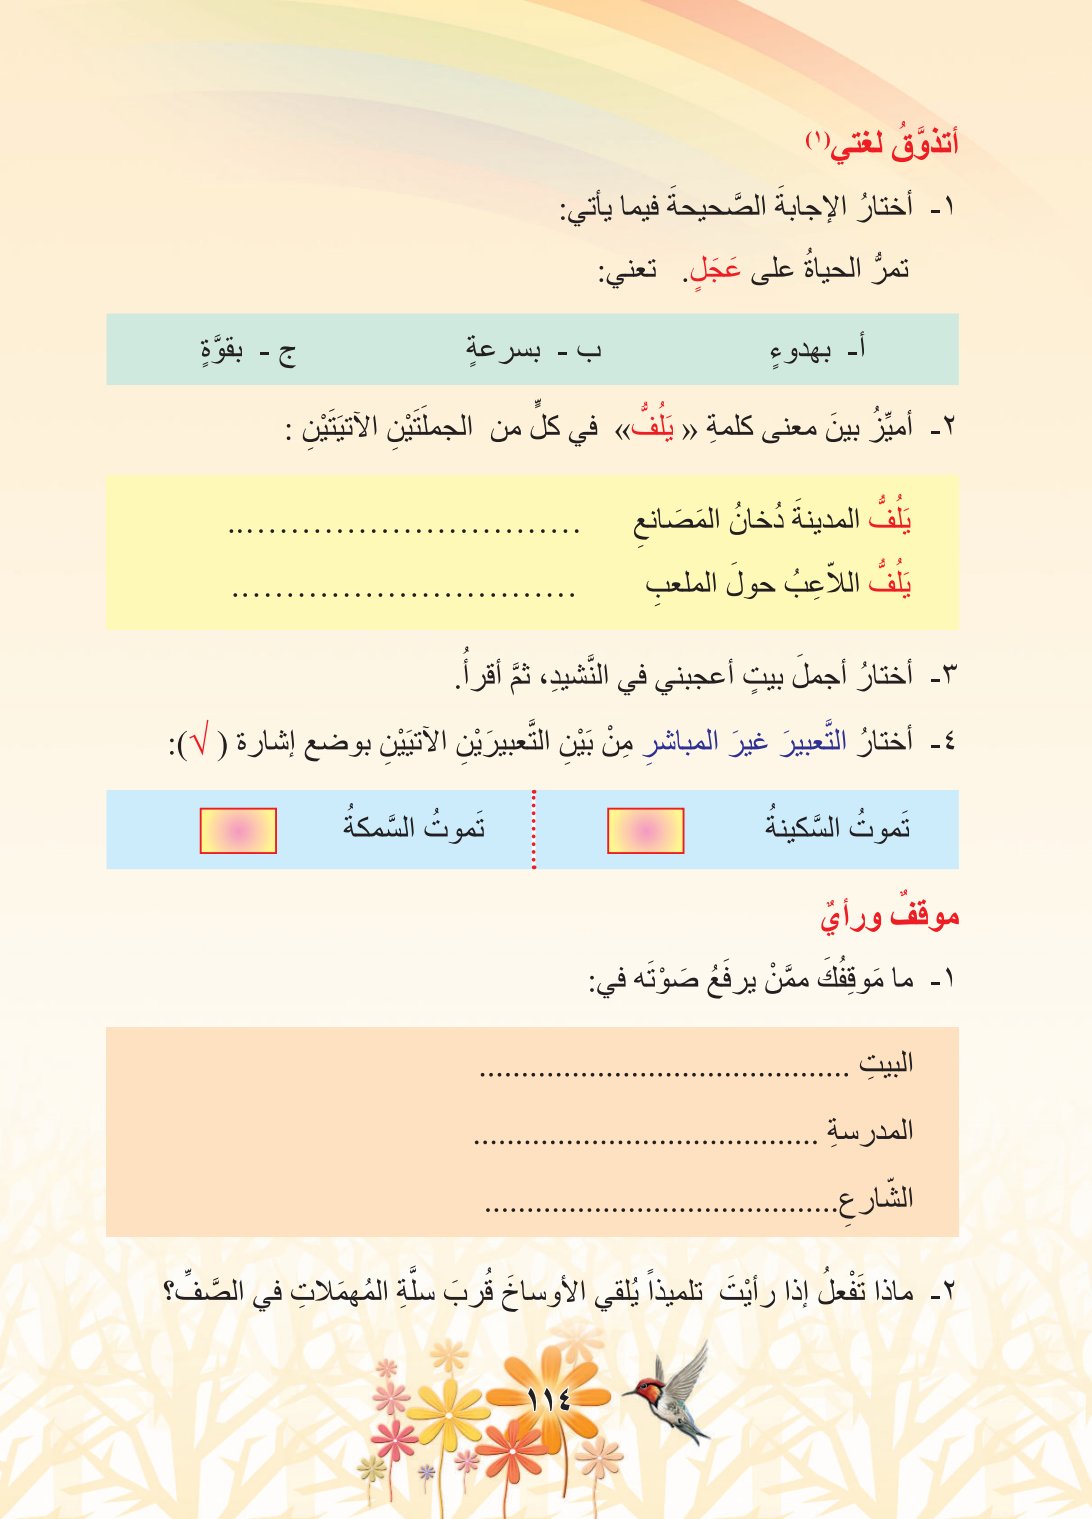 أتذوَّقُ لغتي(١)
١- أختارُ الإجابةَ الصَّحيحةَ فيما يأتي:
تمرُّ الحياةُ على عَجَلٍ. تعني:
أ- بهدوءٍ ب - بسرعةٍ ج - بقوَّةٍ
٢- أميِّزُ بينَ معنى كلمةِ « يَلُفُّ» في كلٍّ من الجملَتَيْنِ الآتيَتَيْنِ :
يَلُفُّ المدينةَ دُخانُ المَصَانعِ ................................
يَلُفُّ اللاّعِبُ حولَ الملعبِ ................................
٣- أختارُ أجملَ بيتٍ أعجبني في النَّشيدِ، ثمَّ أقرأُ.
٤- أختارُ التَّعبيرَ غيرَ المباشرِ مِنْ بَيْنِ التَّعبيرَيْنِ الآتيَيْنِ بوضع إشارة ( √ ):
تَموتُ السَّكينةُ تَموتُ السَّمكةُ
موقفٌ ورأيٌ
١- ما مَوقِفُكَ ممَّنْ يرفَعُ صَوْتَه في:
البيتِ ............................................
المدرسةِ .........................................
الشّارعِ..........................................
٢- ماذا تَفْعلُ إذا رأيْتَ تلميذاً يُلقي الأوساخَ قُربَ سلَّةِ المُهمَلاتِ في الصَّفِّ؟
١١٤